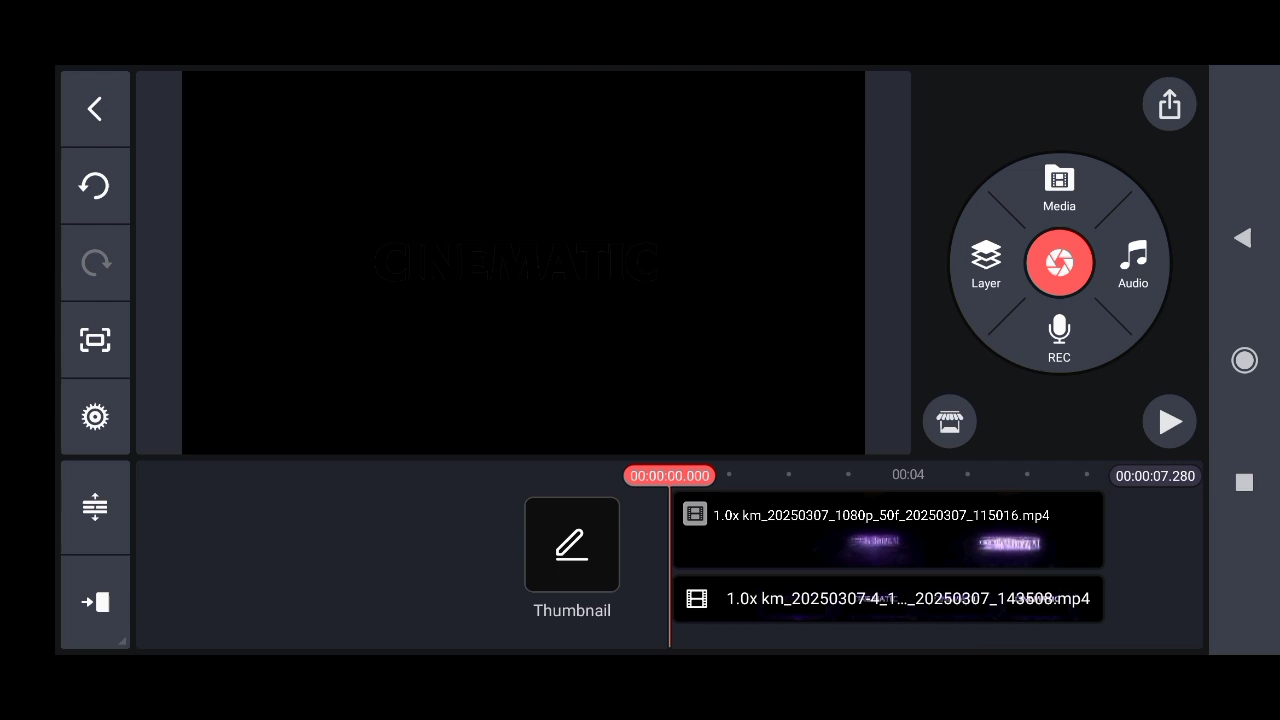 Media
CINEMATIC
Layer
Audio
REC
00:00:00.000
00:04
00:00:07.280
1.0x km_20250307_1080p_50f_20250307_115016.mp4
Thumbnail
1.0x km_20250307-4_1..._20250307_143508.mp4